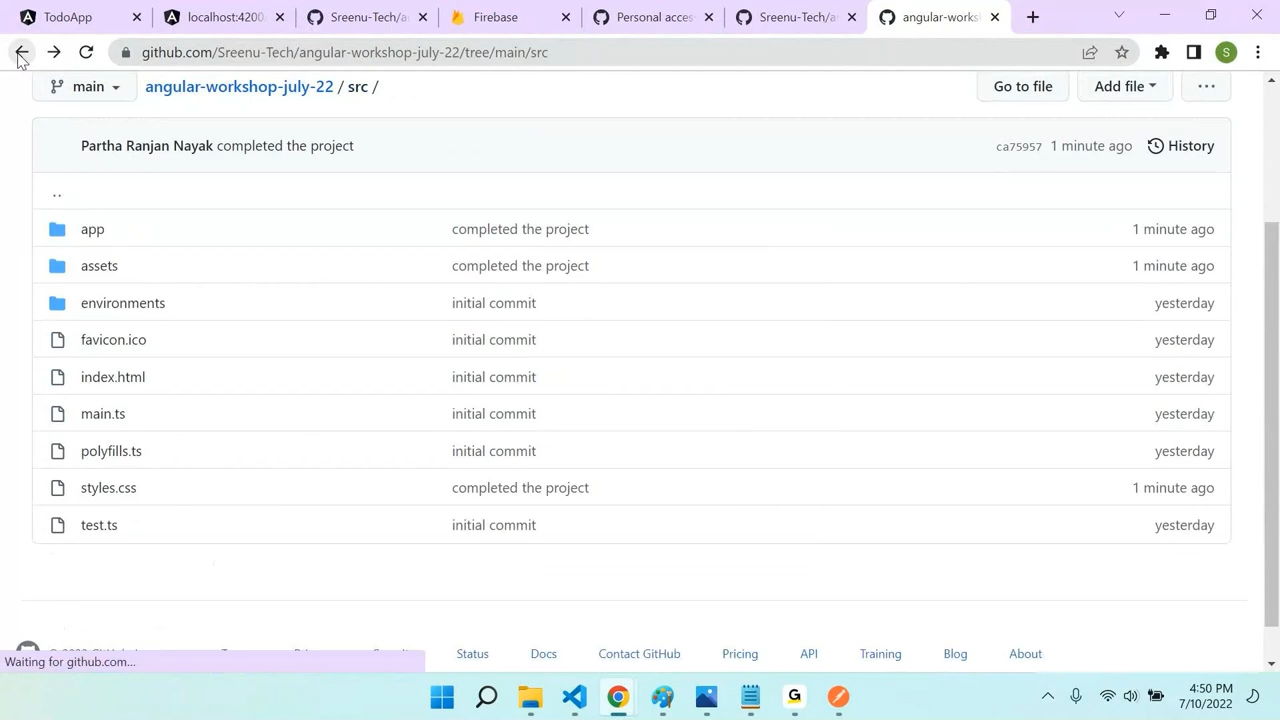 TodoApp
localhost:4200
Sreenu-Tech/a
Firebase
Personal acces
Sreenu-Tech/a
angular-works
github.com/Sreenu-Tech/angular-workshop-july-22/tree/main/src
S
main
angular-workshop-july-22 / src /
Go to file
Add file
Partha Ranjan Nayak completed the project
ca75957 1 minute ago
History
..
app completed the project 1 minute ago
assets completed the project 1 minute ago
environments initial commit yesterday
favicon.ico initial commit yesterday
index.html initial commit yesterday
main.ts initial commit yesterday
polyfills.ts initial commit yesterday
styles.css completed the project 1 minute ago
test.ts initial commit yesterday
Status
Docs
Contact GitHub
Pricing
API
Training
Blog
About
Waiting for github.com...
G
4:50 PM
7/10/2022